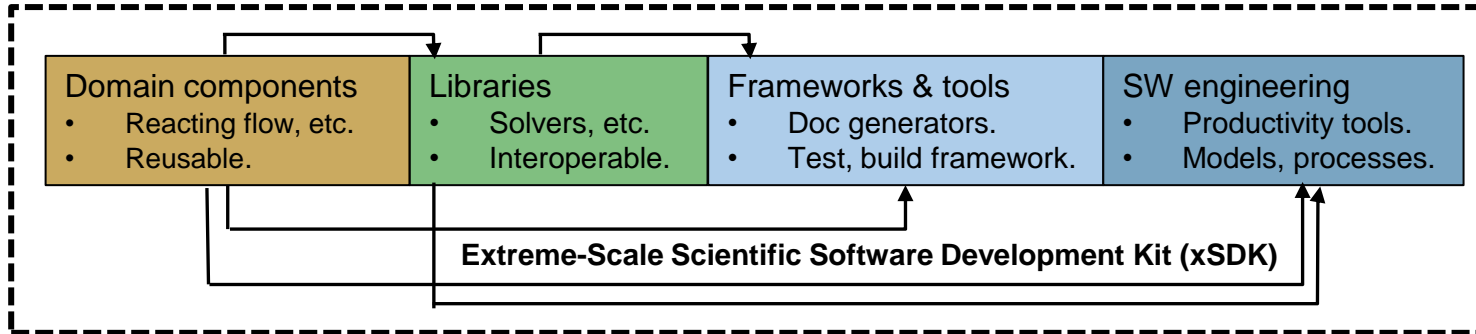 Domain components
• Reacting flow, etc.
• Reusable.
Libraries
• Solvers, etc.
• Interoperable.
Frameworks & tools
• Doc generators.
• Test, build framework.
SW engineering
• Productivity tools.
• Models, processes.
Extreme-Scale Scientific Software Development Kit (xSDK)